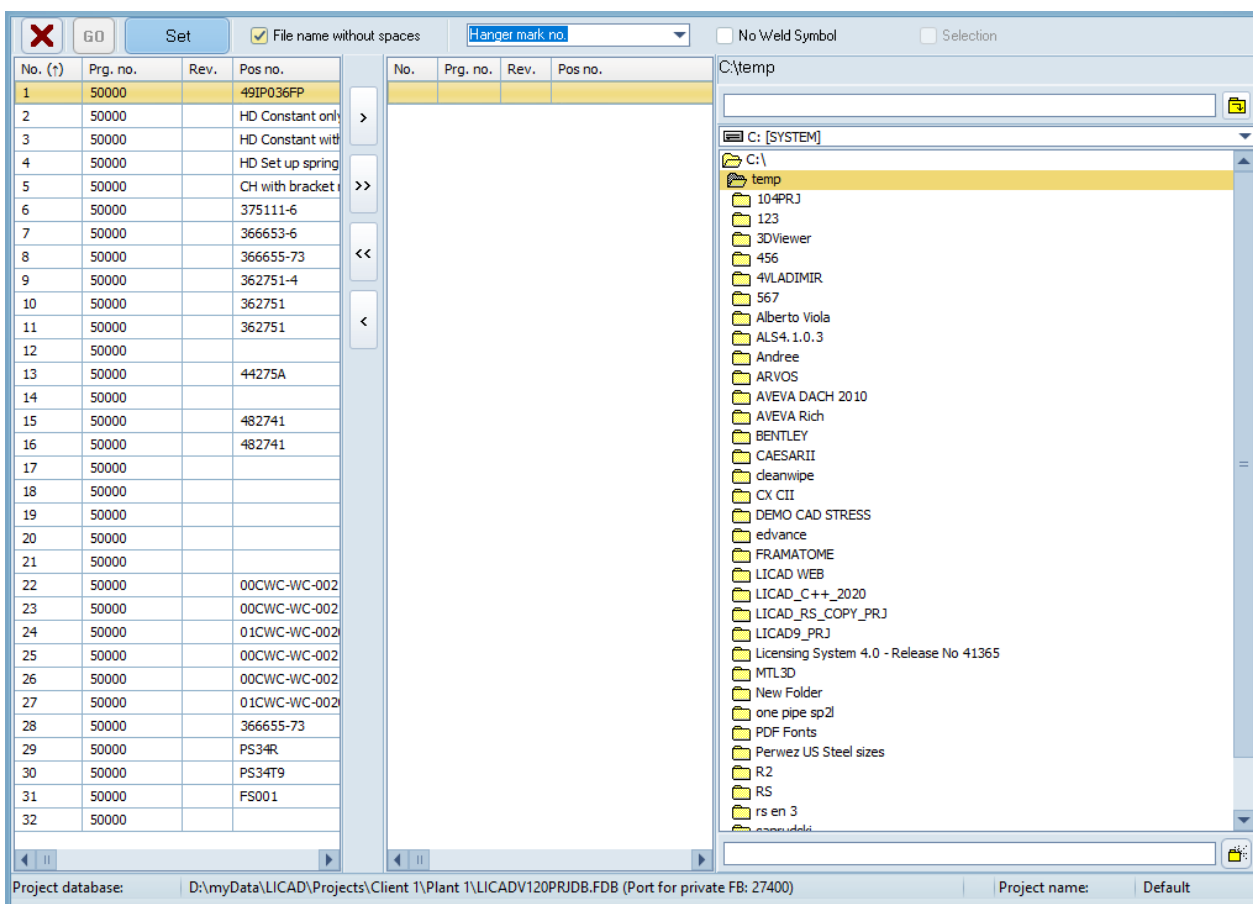 GO Set File name without spaces Hanger mark no. No Weld Symbol Selection
No. (↑) Prg. no. Rev. Pos no.
1 50000 49IP036FP
2 50000 HD Constant only
3 50000 HD Constant with
4 50000 HD Set up spring
5 50000 CH with bracket
6 50000 375111-6
7 50000 366653-6
8 50000 366655-73
9 50000 362751-4
10 50000 362751
11 50000 362751
12 50000
13 50000 44275A
14 50000
15 50000 482741
16 50000 482741
17 50000
18 50000
19 50000
20 50000
21 50000
22 50000 00CWC-WC-002
23 50000 00CWC-WC-002
24 50000 01CWC-WC-002
25 50000 00CWC-WC-002
26 50000 00CWC-WC-002
27 50000 01CWC-WC-002
28 50000 366655-73
29 50000 PS34R
30 50000 PS34T9
31 50000 FS001
32 50000
>
>>
<<
<
No. Prg. no. Rev. Pos no.
C:\temp
C: [SYSTEM]
C:\
temp
104PRJ
123
3DViewer
456
4VLADIMIR
567
Alberto Viola
ALS4.1.0.3
Andree
ARVOS
AVEVA DACH 2010
AVEVA Rich
BENTLEY
CAESARII
cleanwipe
CX CII
DEMO CAD STRESS
edvance
FRAMATOME
LICAD WEB
LICAD_C++_2020
LICAD_RS_COPY_PRJ
LICAD9_PRJ
Licensing System 4.0 - Release No 41365
MTL3D
New Folder
one pipe sp2l
PDF Fonts
Perwez US Steel sizes
R2
RS
rs en 3
Project database: D:\myData\LICAD\Projects\Client 1\Plant 1\LICADV120PRJDB.FDB (Port for private FB: 27400) Project name: Default